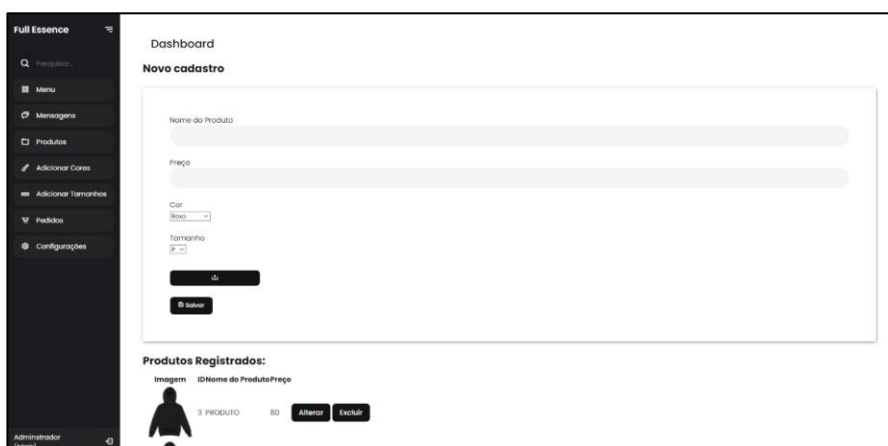 Full Essence
Pesquisar...
Menu
Mensagens
Produtos
Adicionar Cores
Adicionar Tamanhos
Pedidos
Configurações
Adminstrador
(Admin)
Dashboard
Novo cadastro
Nome do Produto
Preço
Cor
Roxo
Tamanho
P
Salvar
Produtos Registrados:
Imagem IDNome do ProdutoPreço
3 PRODUTO 80 Alterar Excluir